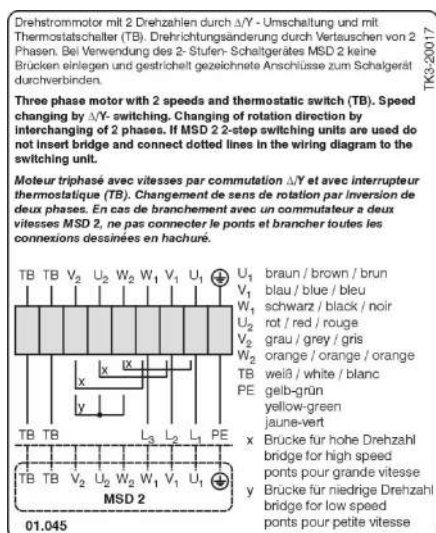 Drehstrommotor mit 2 Drehzahlen durch Δ/Y - Umschaltung und mit
Thermostatschalter (TB). Drehrichtungsänderung durch Vertauschen von 2
Phasen. Bei Verwendung des 2- Stufen- Schaltgerätes MSD 2 keine
Brücken einlegen und gestrichelt gezeichnete Anschlüsse zum Schalgerät
durchverbinden.
TK3-20017
Three phase motor with 2 speeds and thermostatic switch (TB). Speed
changing by Δ/Y- switching. Changing of rotation direction by
interchanging of 2 phases. If MSD 2 2-step switching units are used do
not insert bridge and connect dotted lines in the wiring diagram to the
switching unit.
Moteur triphasé avec vitesses par commutation Δ/Y et avec interrupteur
thermostatique (TB). Changement de sens de rotation par inversion de
deux phases. En cas de branchement avec un commutateur a deux
vitesses MSD 2, ne pas connecter le ponts et brancher toutes les
connexions dessinées en hachuré.
TB TB V₂ U₂ W₂ W₁ V₁ U₁
x
x
y
TB TB L₃ L₂ L₁ PE
TB TB V₂ U₂ W₂ W₁ V₁ U₁
MSD 2
01.045
U₁ braun / brown / brun
V₁ blau / blue / bleu
W₁ schwarz / black / noir
U₂ rot / red / rouge
V₂ grau / grey / gris
W₂ orange / orange / orange
TB weiß / white / blanc
PE gelb-grün
yellow-green
jaune-vert
x Brücke für hohe Drehzahl
bridge for high speed
ponts pour grande vitesse
y Brücke für niedrige Drehzahl
bridge for low speed
ponts pour petite vitesse